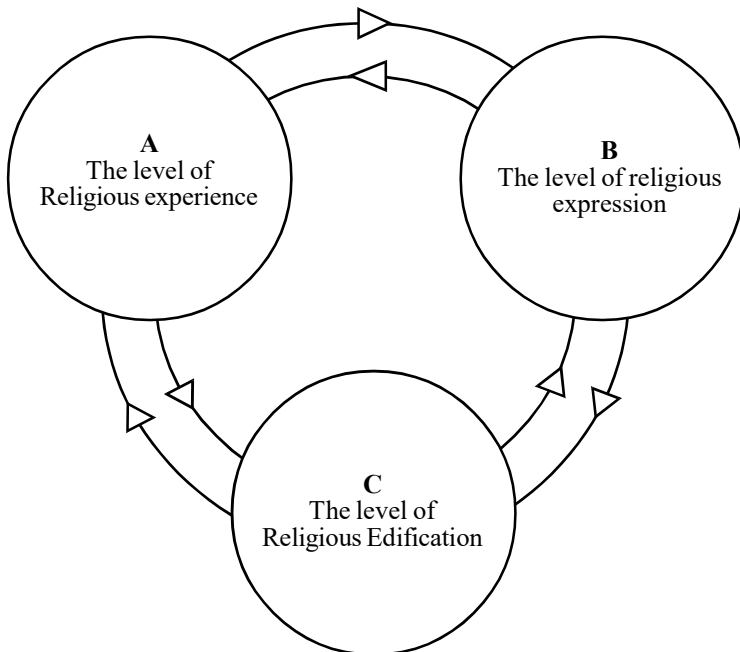 A
The level of
Religious experience
B
The level of religious
expression
C
The level of
Religious Edification